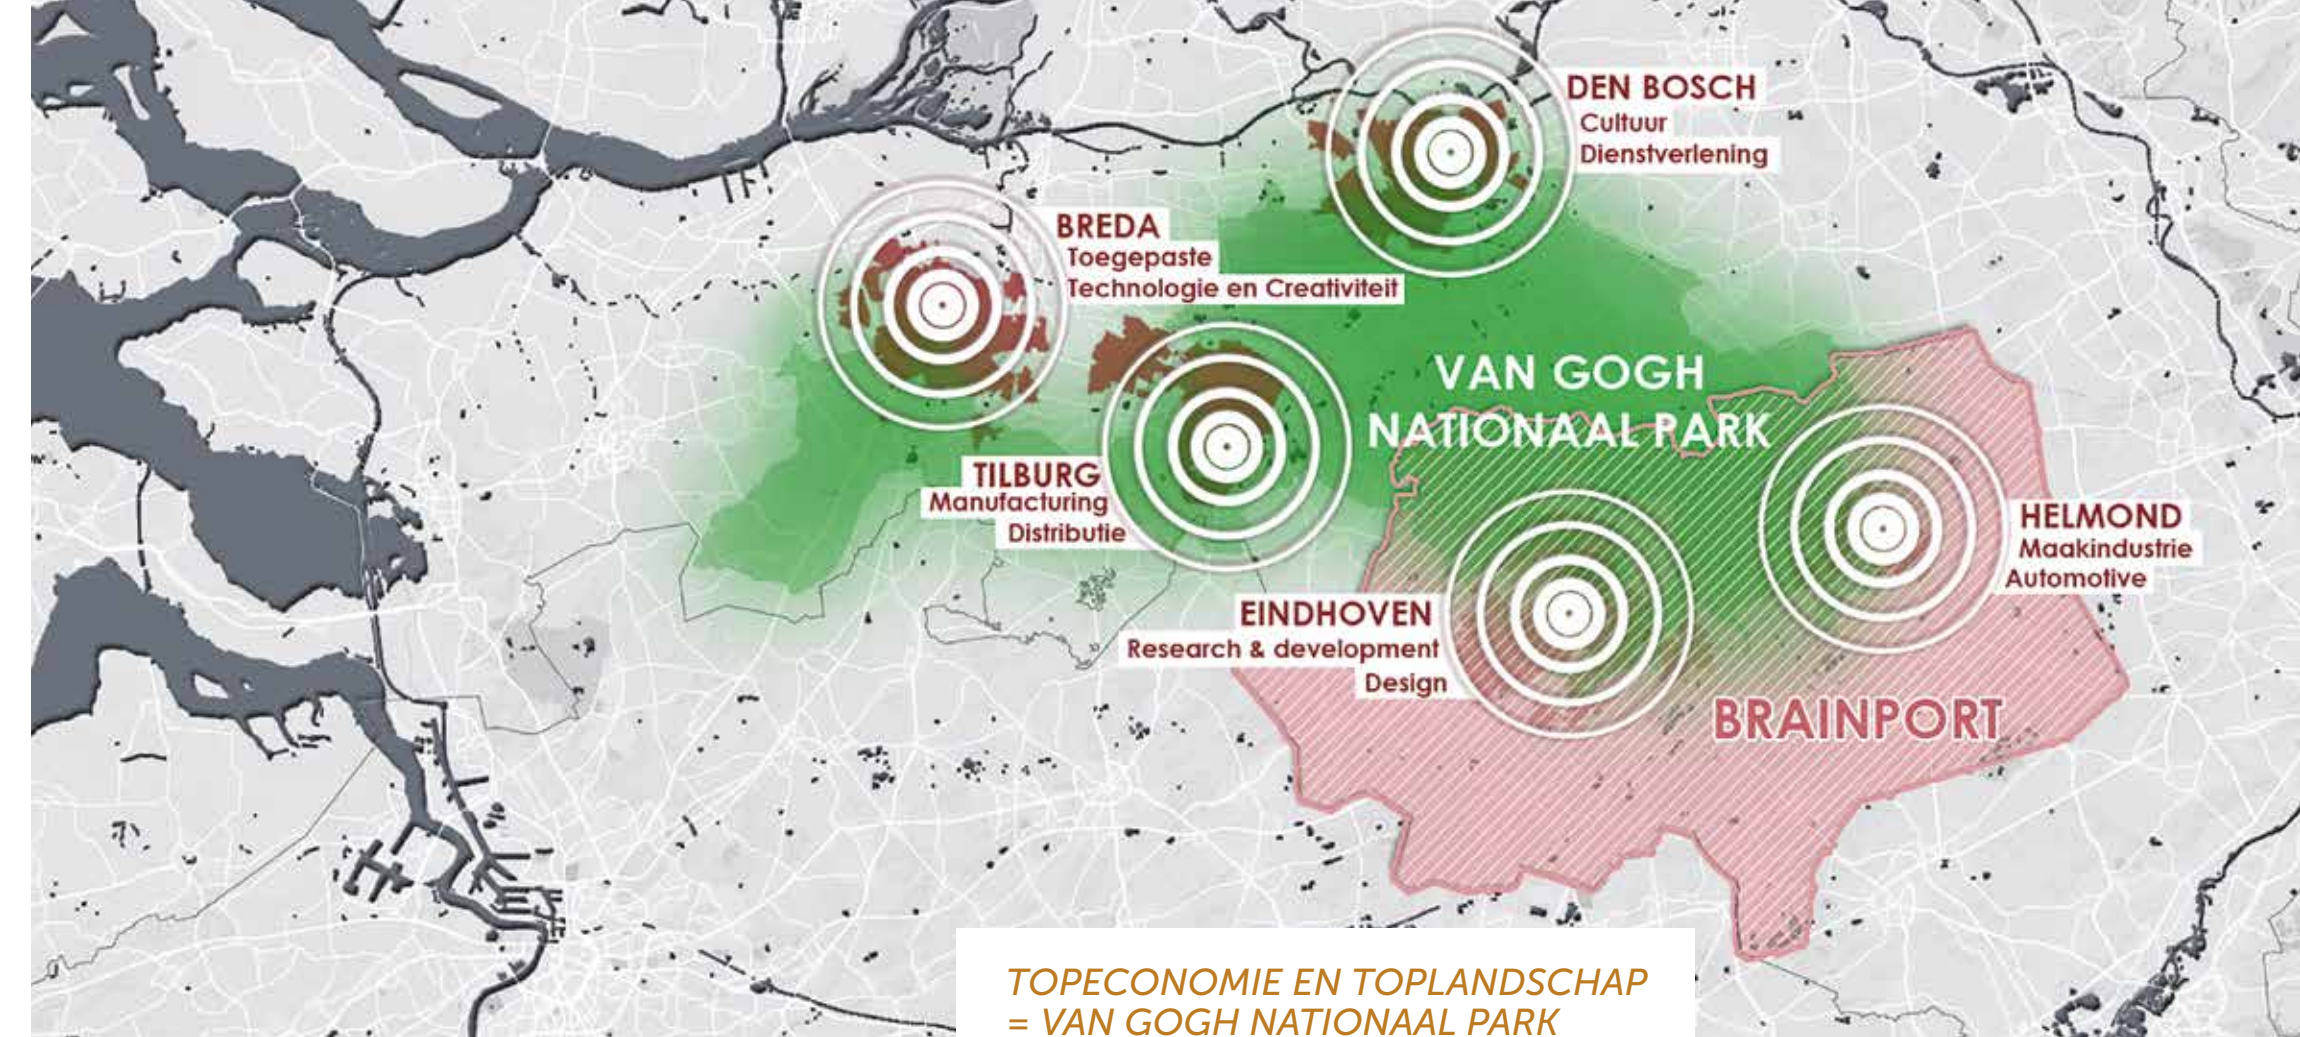 DEN BOSCH
Cultuur
Dienstverlening
BREDA
Toegepaste
Technologie en Creativiteit
VAN GOGH
NATIONAAL PARK
TILBURG
Manufacturing
Distributie
HELMOND
Maakindustrie
Automotive
EINDHOVEN
Research & development
Design
BRAINPORT
TOPECONOMIE EN TOPLANDSCHAP
= VAN GOGH NATIONAAL PARK